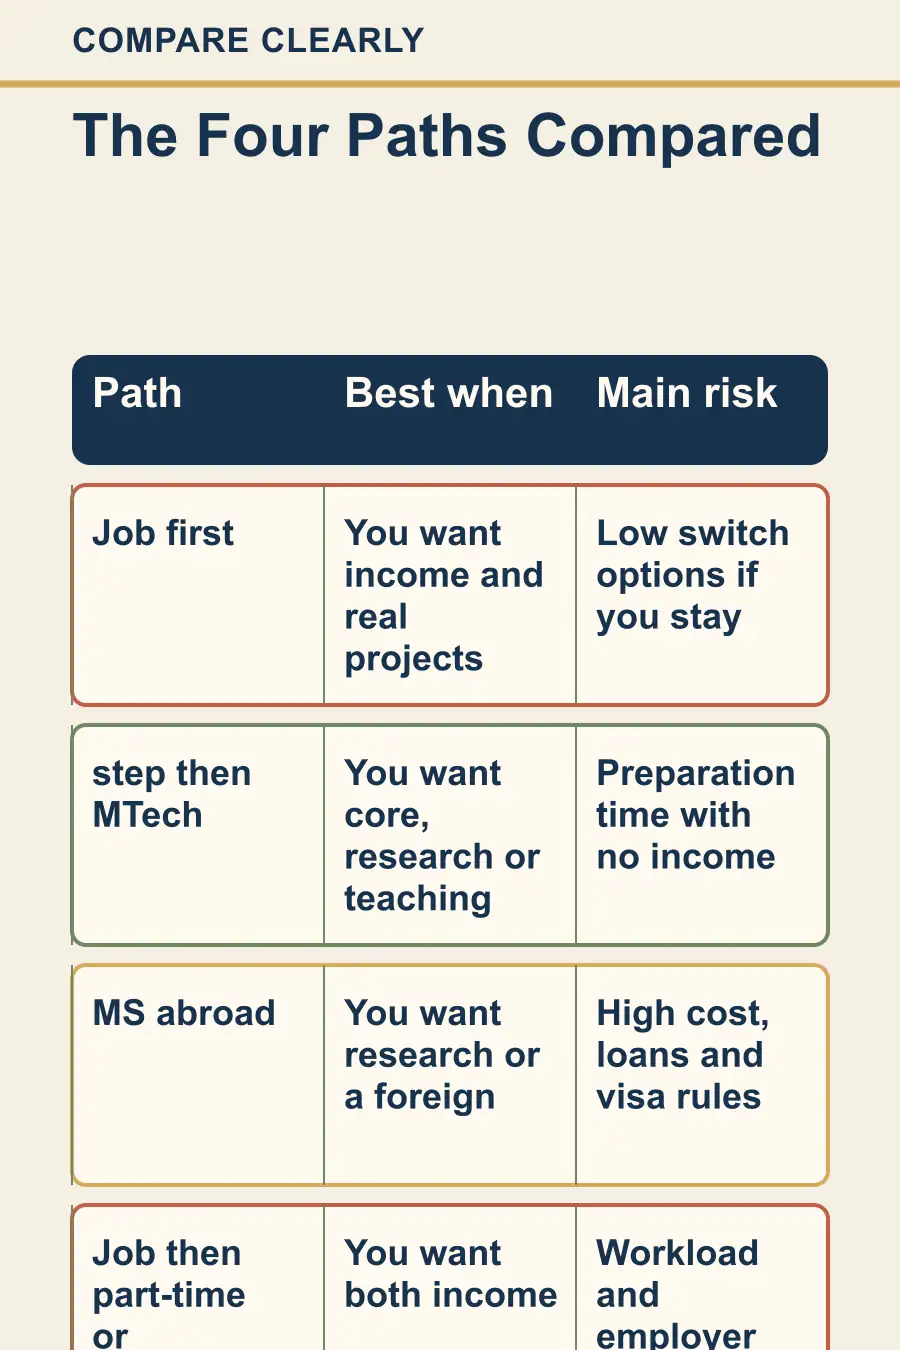 COMPARE CLEARLY
The Four Paths Compared
Path
Best when
Main risk
Job first
You want
income and
real
projects
Low switch
options if
you stay
step then
MTech
You want
core,
research or
teaching
Preparation
time with
no income
MS abroad
You want
research or
a foreign
High cost,
loans and
visa rules
Job then
part-time
or
You want
both income
Workload
and
employer